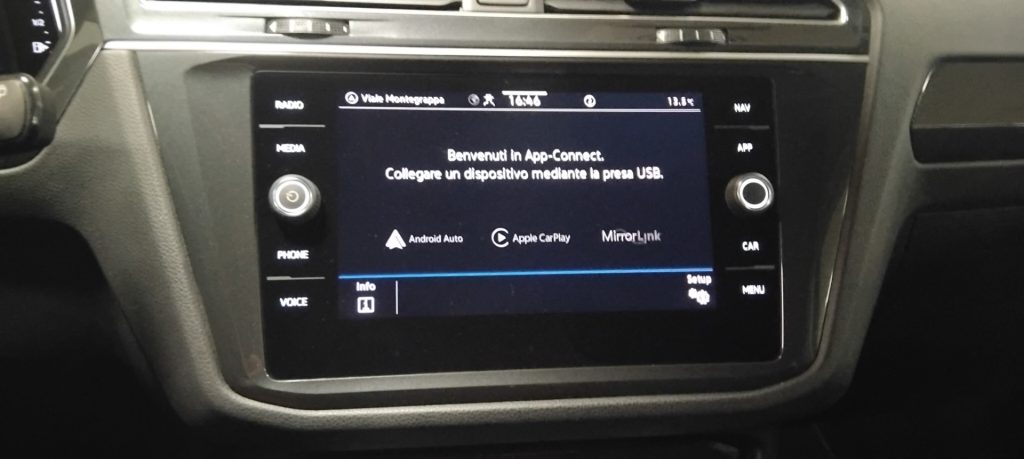 RADIO
MEDIA
PHONE
VOICE
Viale Montegrappa 16:46 13.5°C
Benvenuti in App-Connect.
Collegare un dispositivo mediante la presa USB.
Android Auto Apple CarPlay MirrorLink
Info Setup
NAV
APP
CAR
MENU